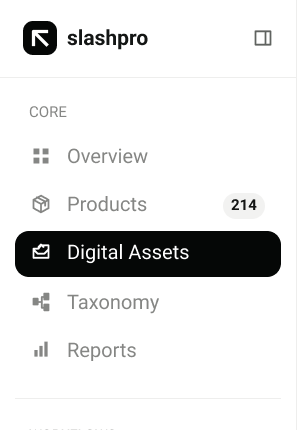 slashpro
CORE
Overview
Products 214
Digital Assets
Taxonomy
Reports